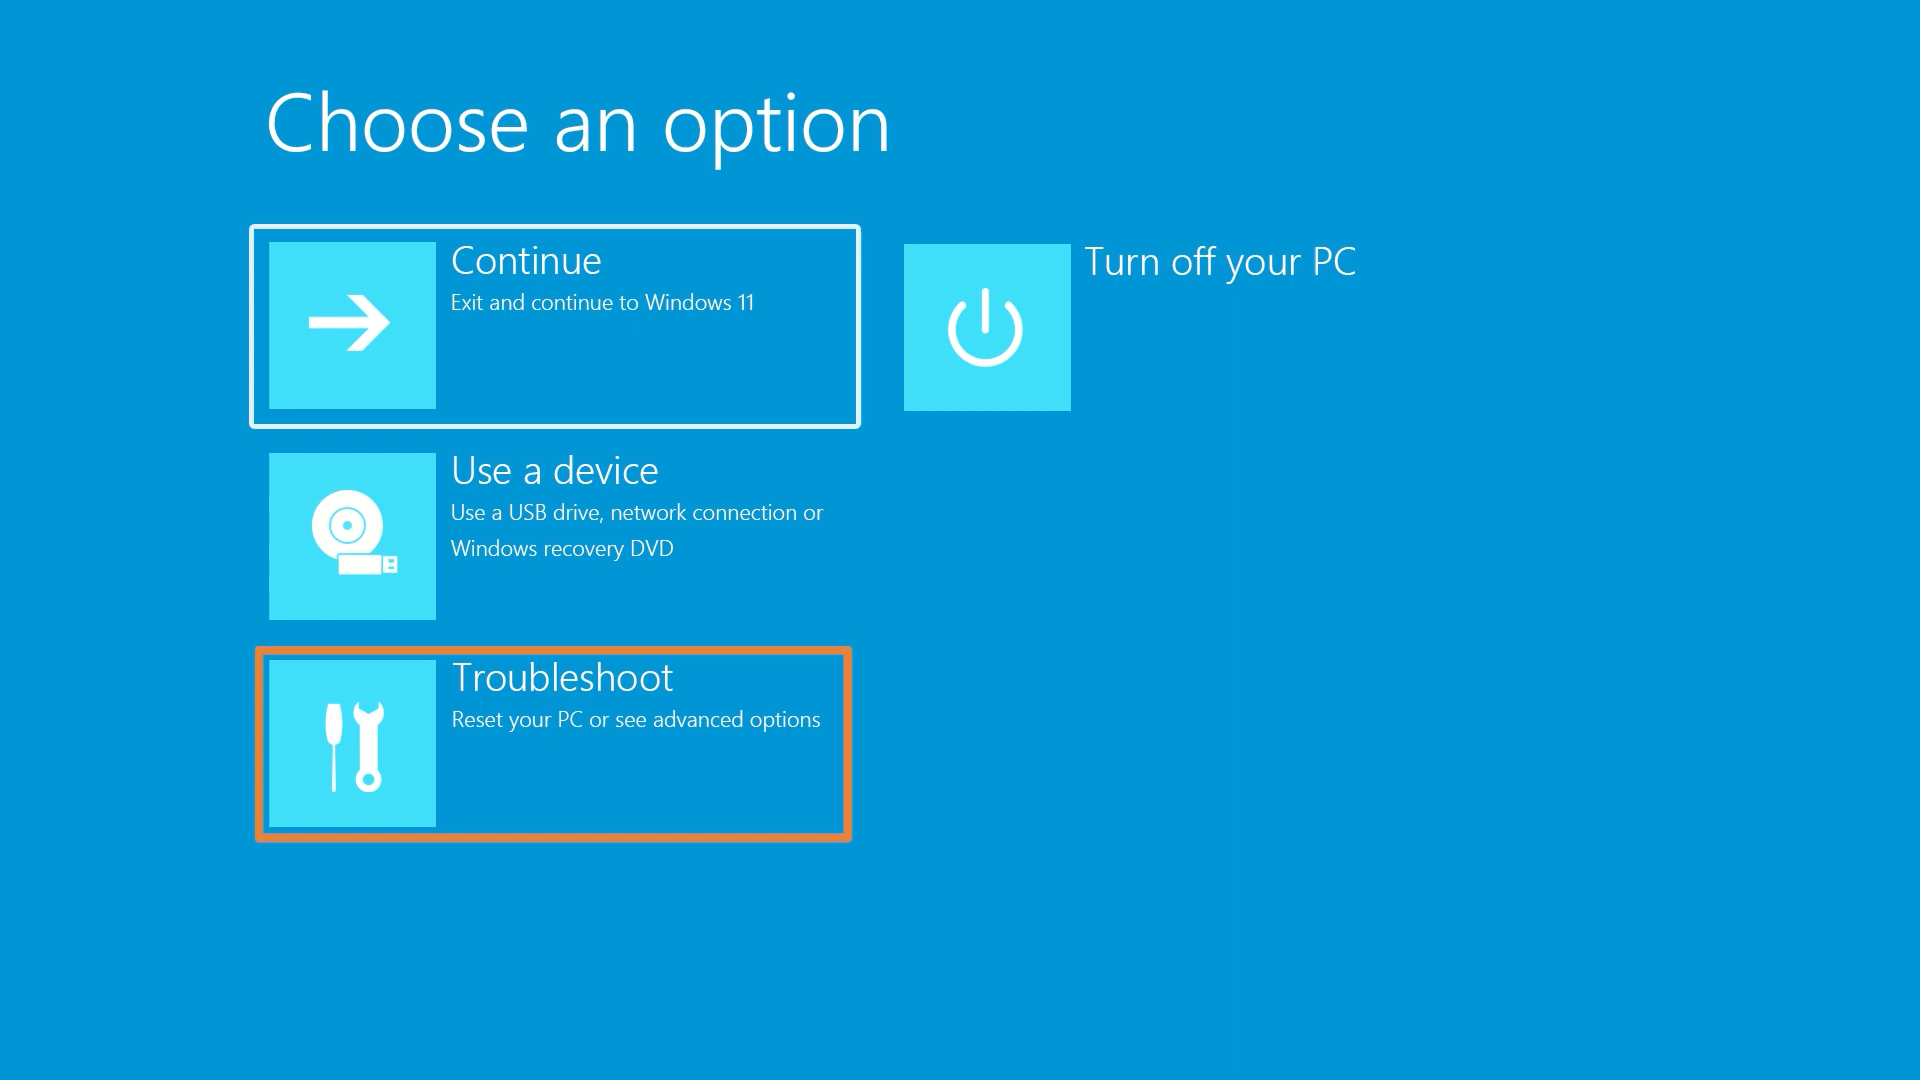 Choose an option
Continue
Exit and continue to Windows 11
Turn off your PC
Use a device
Use a USB drive, network connection or
Windows recovery DVD
Troubleshoot
Reset your PC or see advanced options